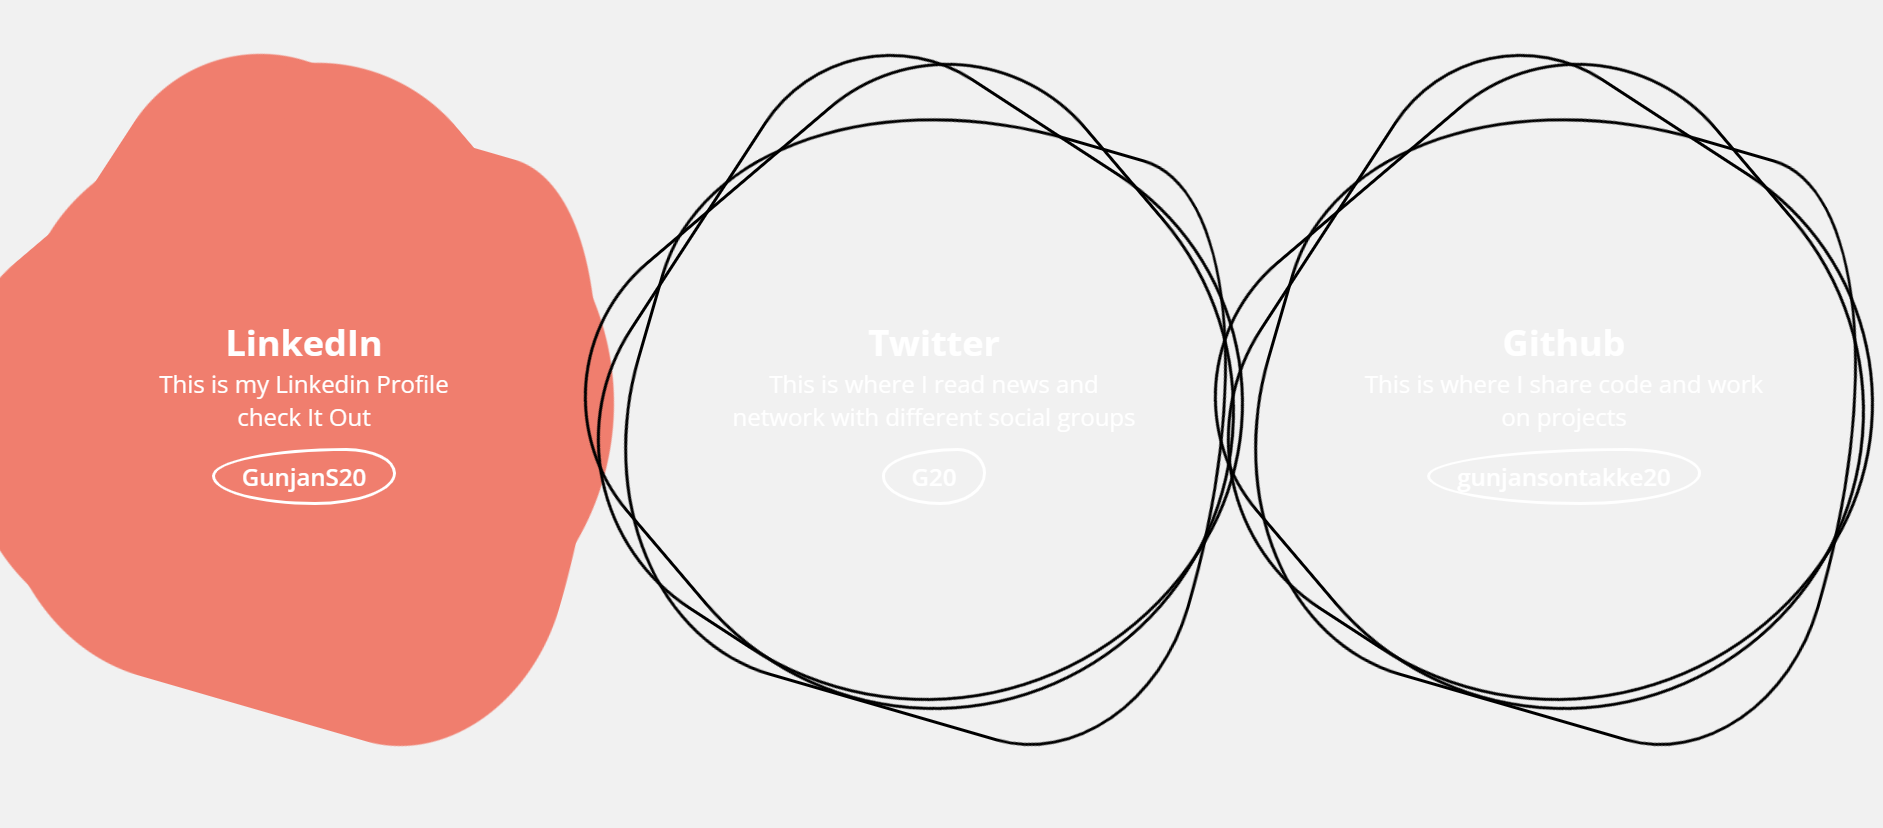 LinkedIn
This is my Linkedin Profile
check It Out
GunjanS20
Twitter
This is where I read news and
network with different social groups
G20
Github
This is where I share code and work
on projects
gunjansontakke20